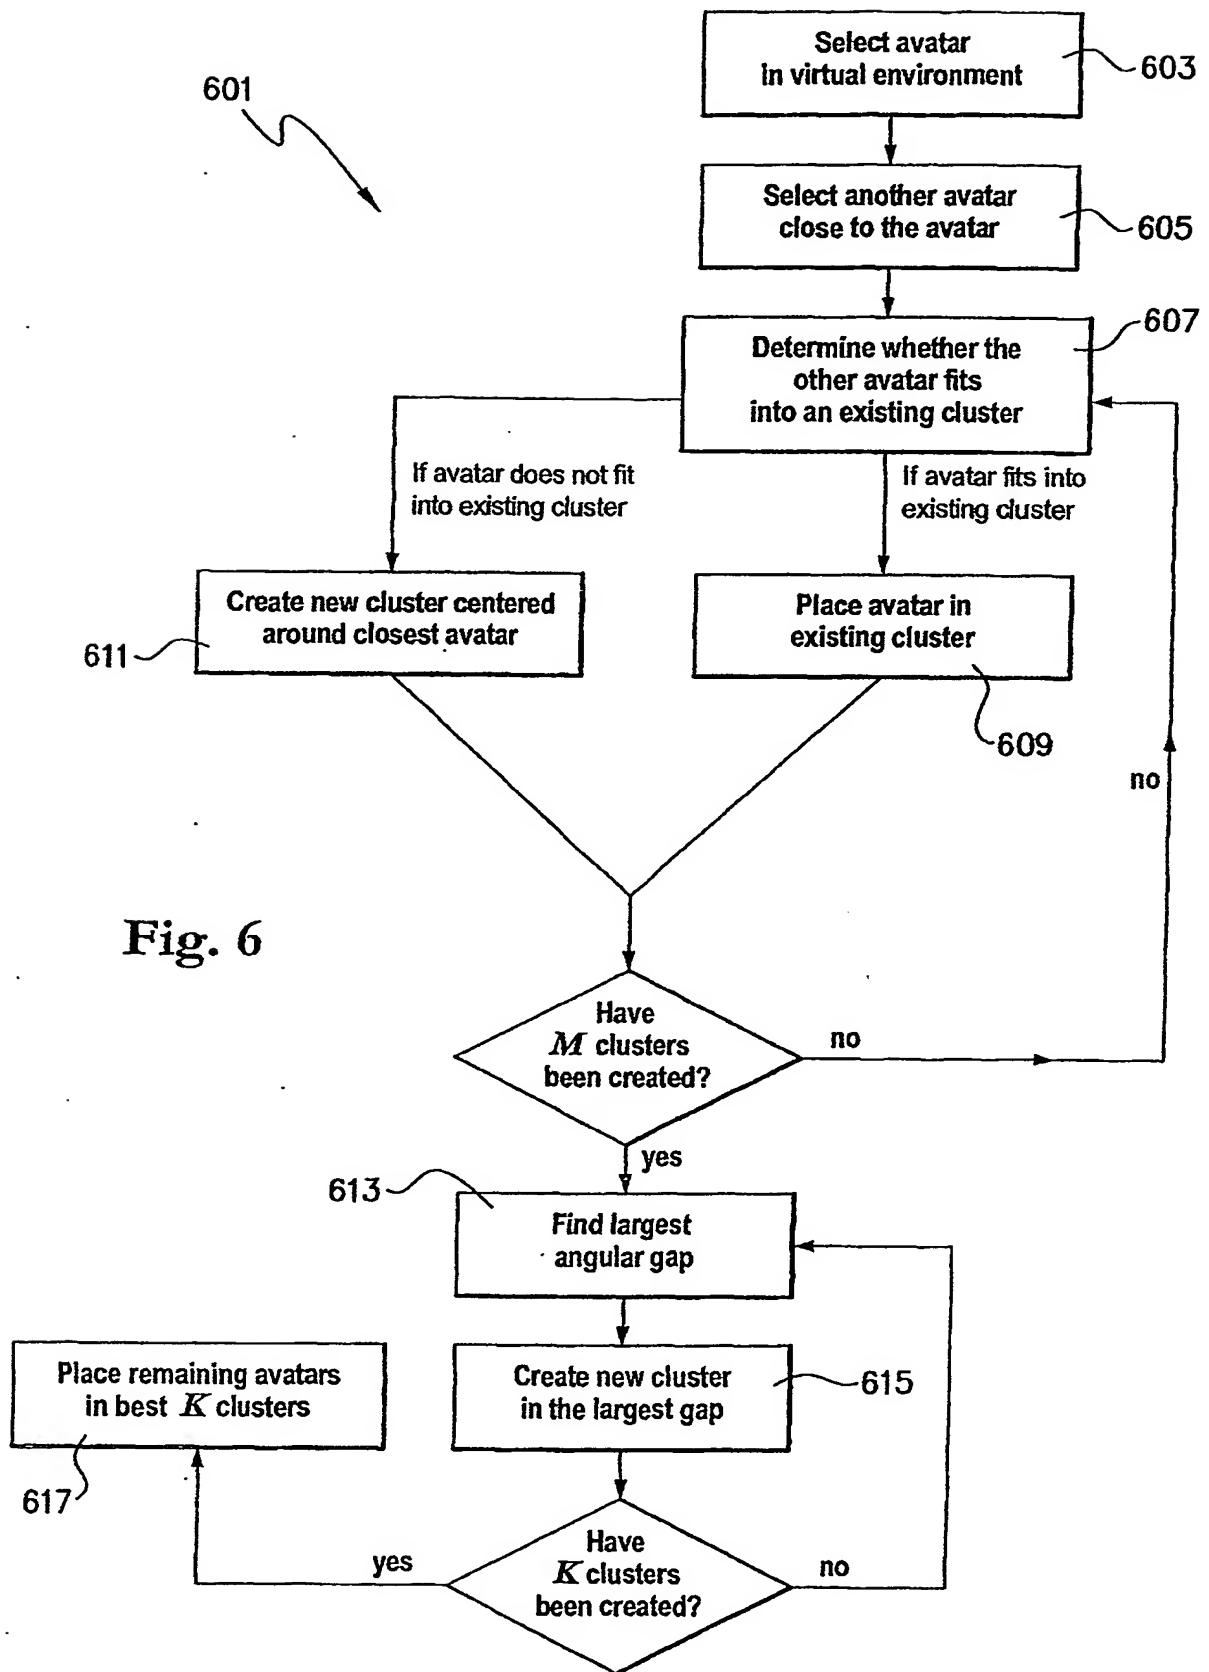 601
Select avatar
in virtual environment
603
Select another avatar
close to the avatar
605
Determine whether the
other avatar fits
into an existing cluster
607
If avatar does not fit
into existing cluster
If avatar fits into
existing cluster
Create new cluster centered
around closest avatar
611
Place avatar in
existing cluster
609
no
Fig. 6
Have
M clusters
been created?
no
yes
613
Find largest
angular gap
Place remaining avatars
in best K clusters
617
Create new cluster
in the largest gap
615
Have
K clusters
been created?
yes
no